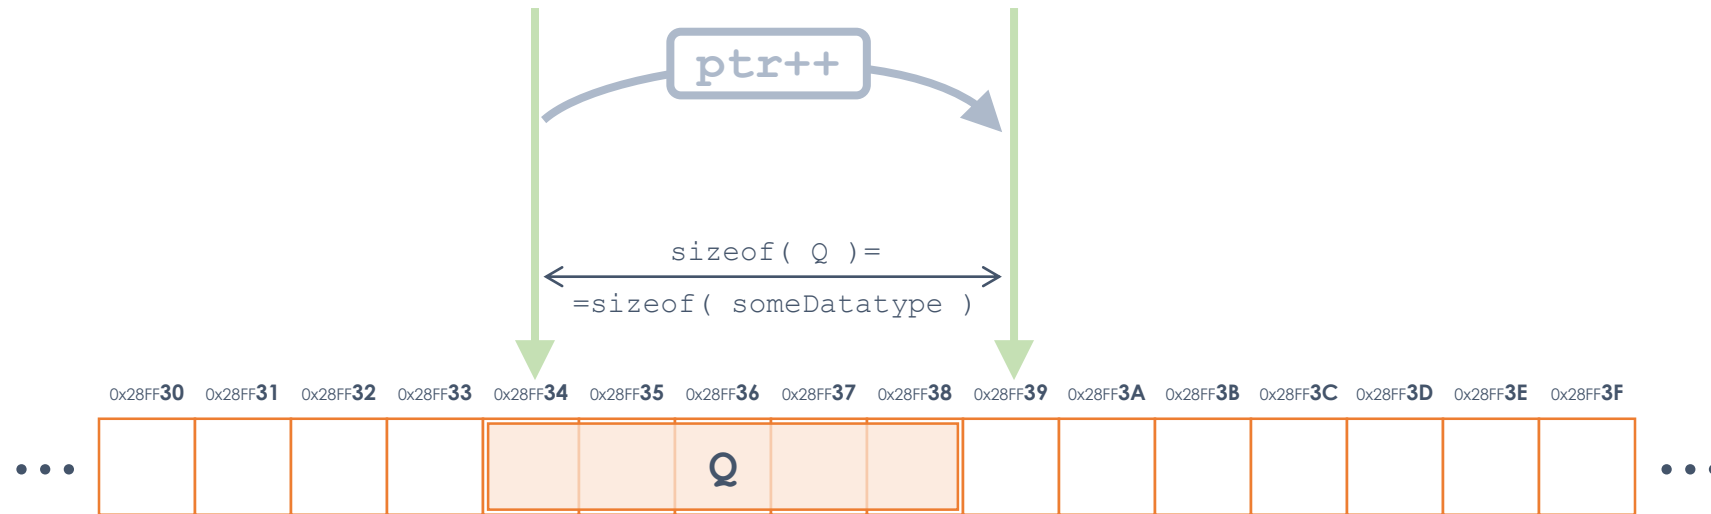 ptr++
sizeof( Q )=
=sizeof( someDatatype )
0x28FF30 0x28FF31 0x28FF32 0x28FF33 0x28FF34 0x28FF35 0x28FF36 0x28FF37 0x28FF38 0x28FF39 0x28FF3A 0x28FF3B 0x28FF3C 0x28FF3D 0x28FF3E 0x28FF3F
... Q ...